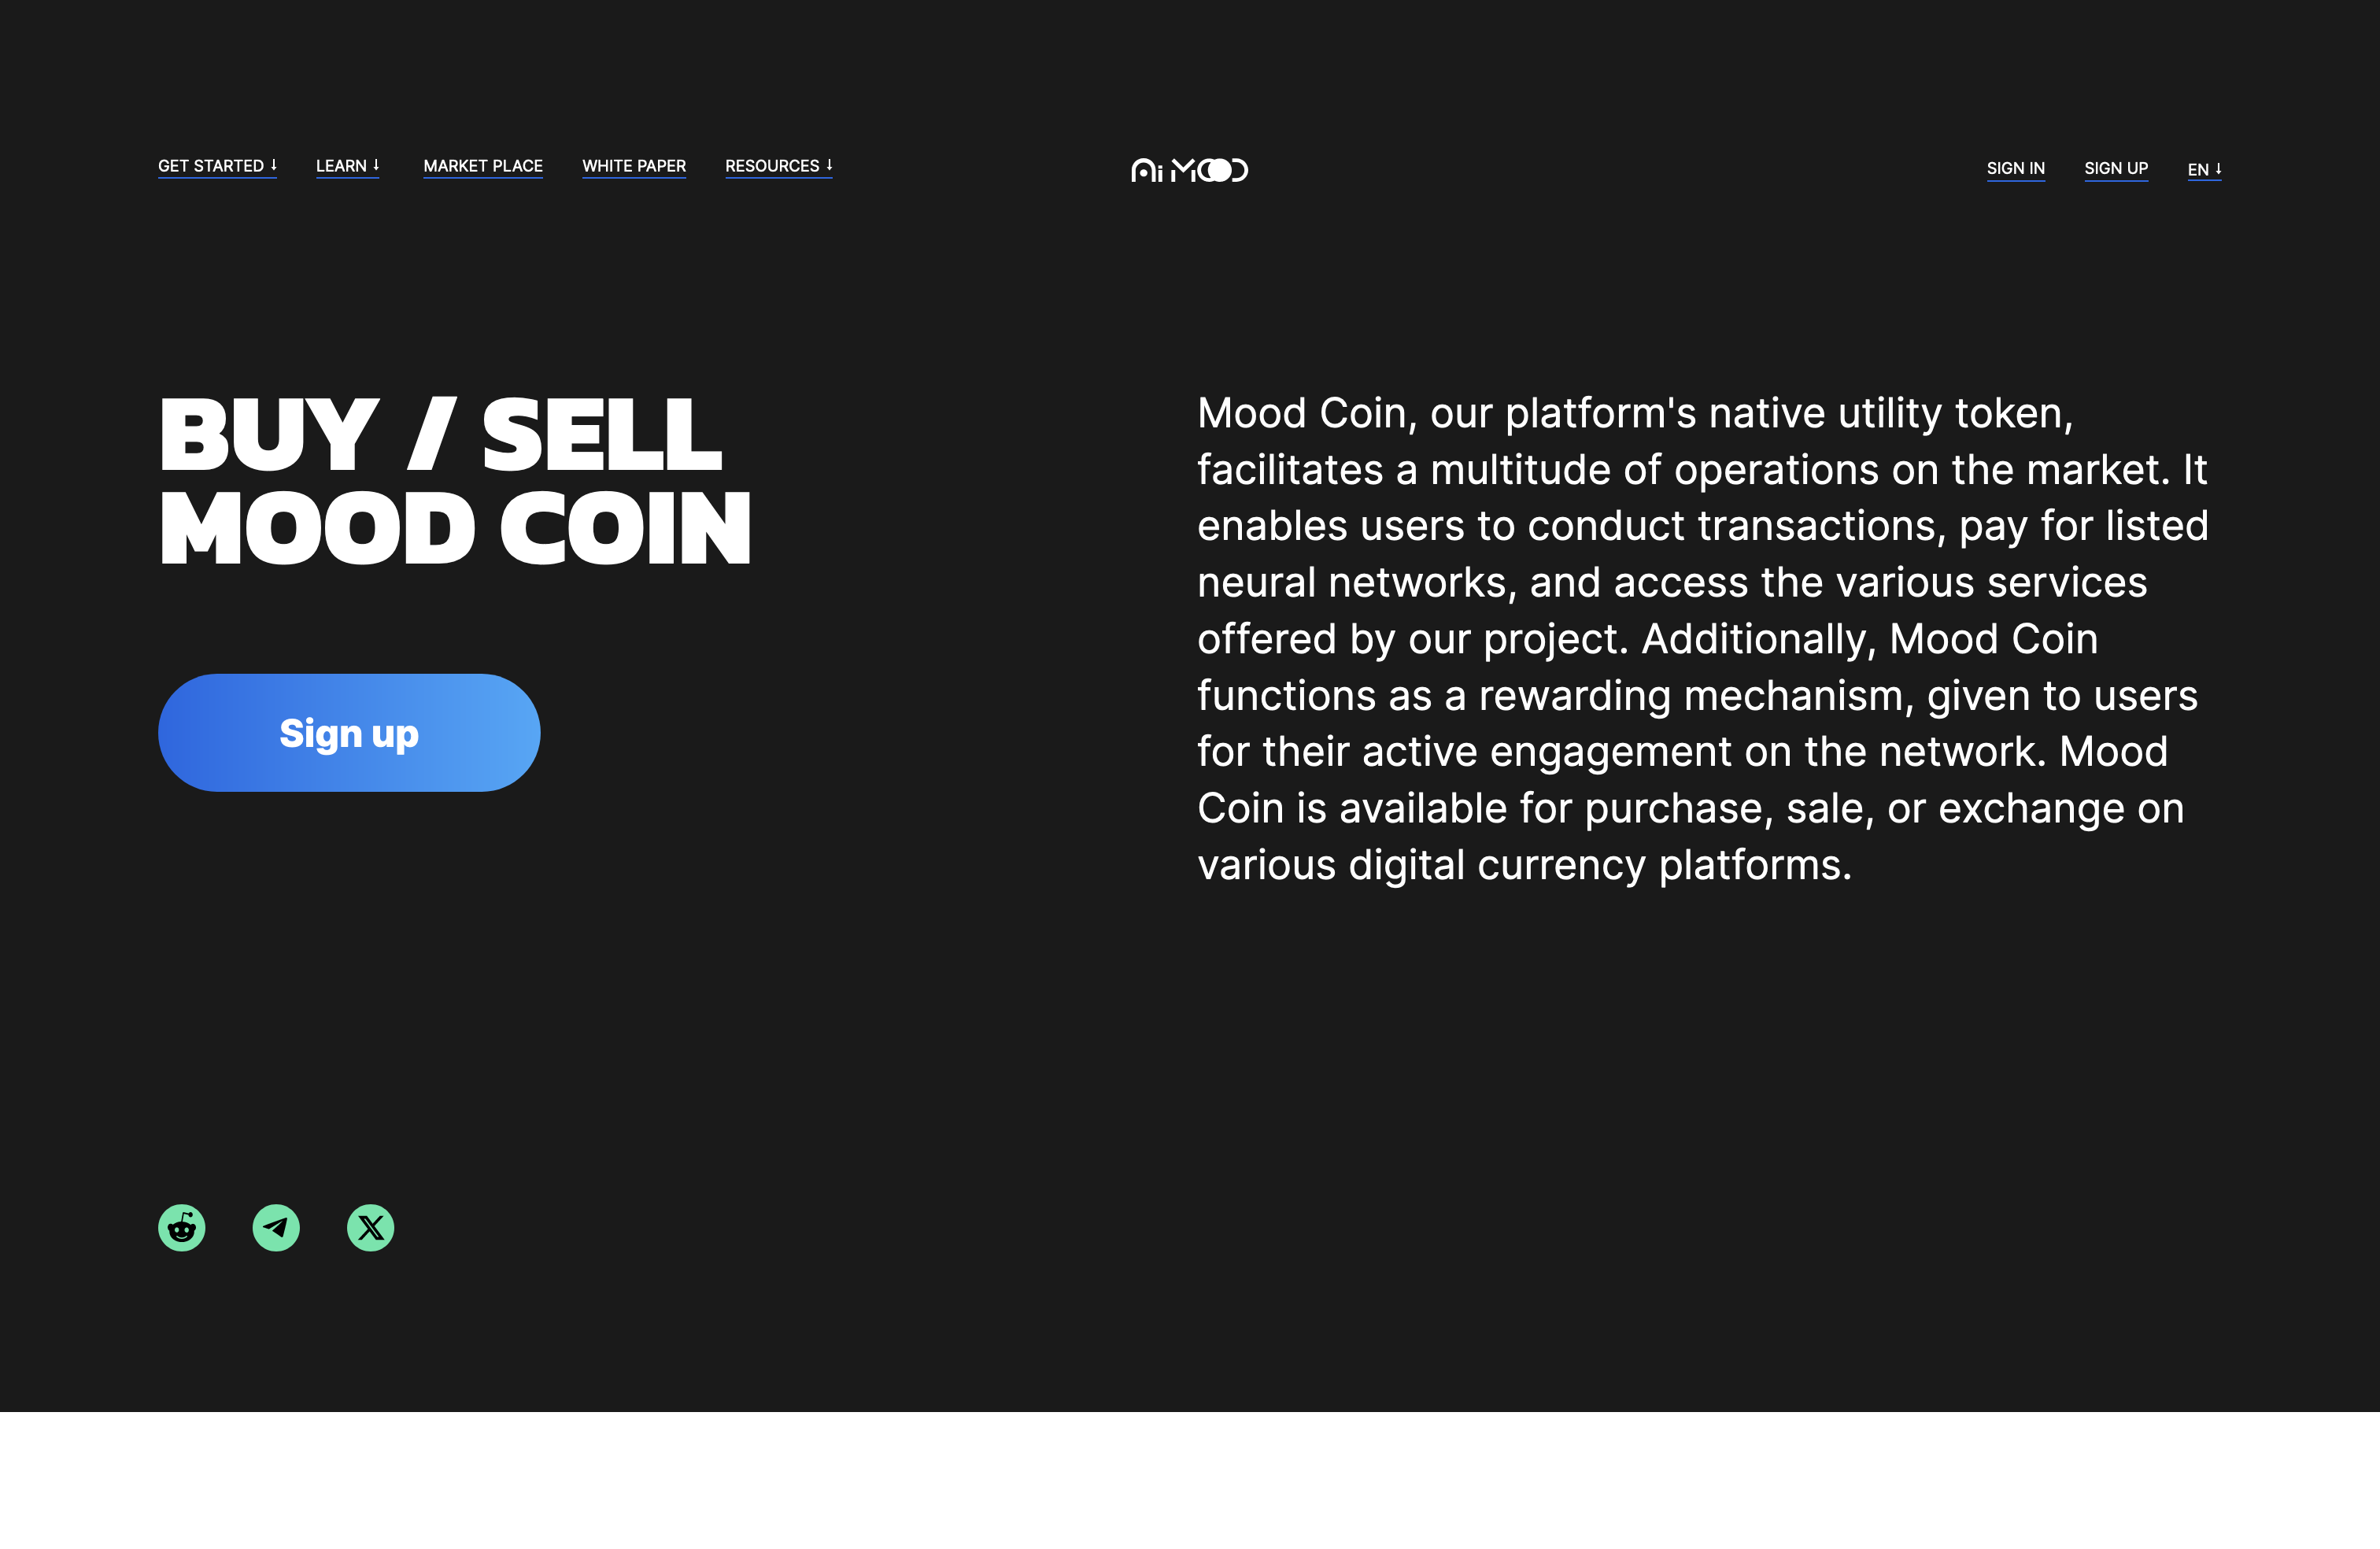 GET STARTED ↓ LEARN ↓ MARKET PLACE WHITE PAPER RESOURCES ↓ Ai MOOD SIGN IN SIGN UP EN ↓
BUY / SELL
MOOD COIN
Sign up
Mood Coin, our platform's native utility token,
facilitates a multitude of operations on the market. It
enables users to conduct transactions, pay for listed
neural networks, and access the various services
offered by our project. Additionally, Mood Coin
functions as a rewarding mechanism, given to users
for their active engagement on the network. Mood
Coin is available for purchase, sale, or exchange on
various digital currency platforms.